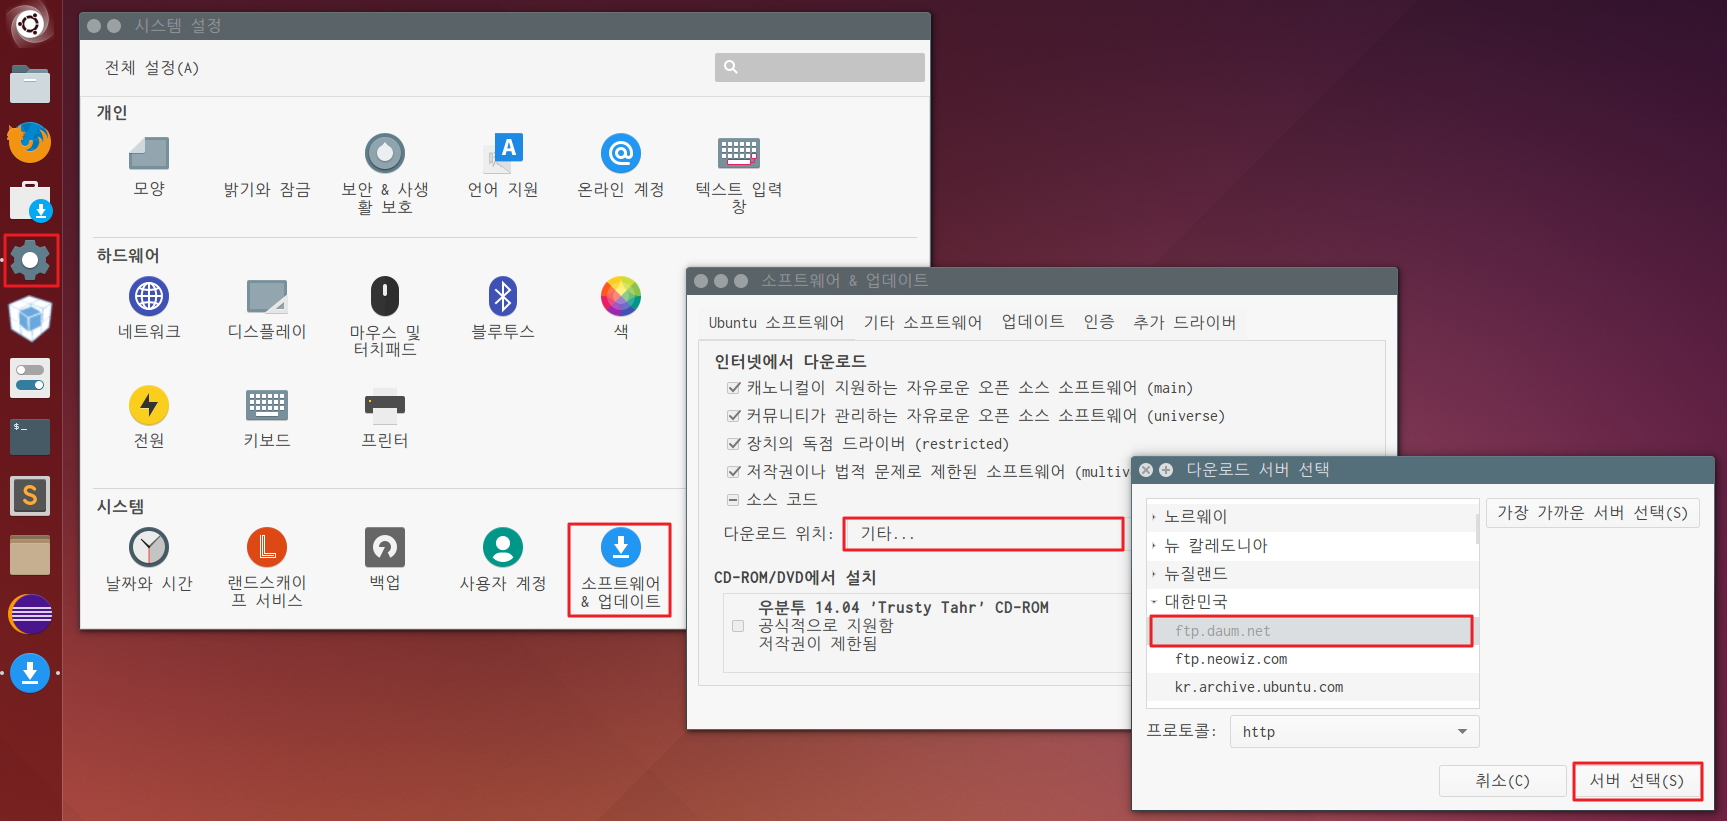 시스템 설정
전체 설정(A)
개인
모양
밝기와 잠금
보안 & 사생
활 보호
언어 지원
온라인 계정
텍스트 입력
창
하드웨어
네트워크
디스플레이
마우스 및
터치패드
블루투스
색
전원
키보드
프린터
시스템
날짜와 시간
랜드스케이
프 서비스
백업
사용자 계정
소프트웨어
& 업데이트
소프트웨어 & 업데이트
Ubuntu 소프트웨어 기타 소프트웨어 업데이트 인증 추가 드라이버
인터넷에서 다운로드
캐노니컬이 지원하는 자유로운 오픈 소스 소프트웨어 (main)
커뮤니티가 관리하는 자유로운 오픈 소스 소프트웨어 (universe)
장치의 독점 드라이버 (restricted)
저작권이나 법적 문제로 제한된 소프트웨어 (multiv
소스 코드
다운로드 위치: 기타...
CD-ROM/DVD에서 설치
우분투 14.04 'Trusty Tahr' CD-ROM
공식적으로 지원함
저작권이 제한됨
다운로드 서버 선택
노르웨이
뉴 칼레도니아
뉴질랜드
대한민국
ftp.daum.net
ftp.neowiz.com
kr.archive.ubuntu.com
가장 가까운 서버 선택(S)
프로토콜: http
취소(C)
서버 선택(S)